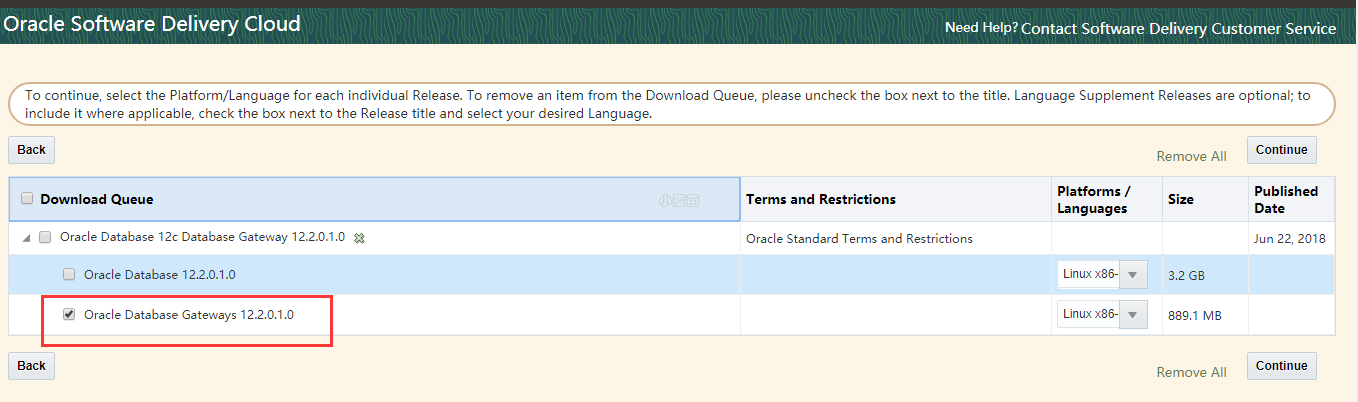 Oracle Software Delivery Cloud
Need Help? Contact Software Delivery Customer Service
To continue, select the Platform/Language for each individual Release. To remove an item from the Download Queue, please uncheck the box next to the title. Language Supplement Releases are optional; to
include it where applicable, check the box next to the Release title and select your desired Language.
Back
Remove All
Continue
Download Queue
Terms and Restrictions
Platforms /
Languages
Size
Published
Date
Oracle Database 12c Database Gateway 12.2.0.1.0
Oracle Standard Terms and Restrictions
Jun 22, 2018
Oracle Database 12.2.0.1.0
Linux x86-
3.2 GB
Oracle Database Gateways 12.2.0.1.0
Linux x86-
889.1 MB
Back
Remove All
Continue